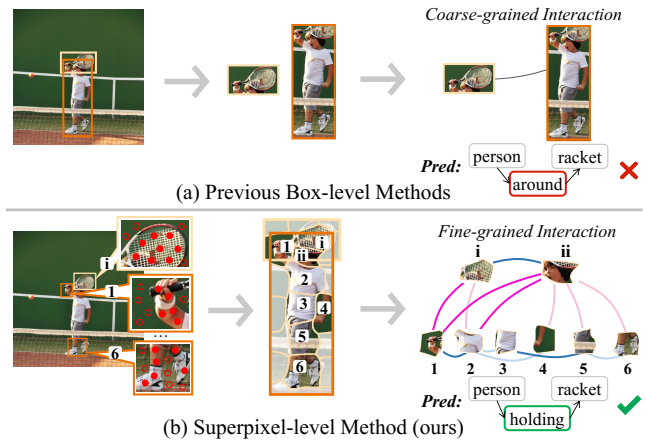 Coarse-grained Interaction
Pred: person racket
around
(a) Previous Box-level Methods
Fine-grained Interaction
i ii
i
1 i
ii
1
2
3 4
5
...
6
6
1 2 3 4 5 6
Pred: person racket
holding
(b) Superpixel-level Method (ours)